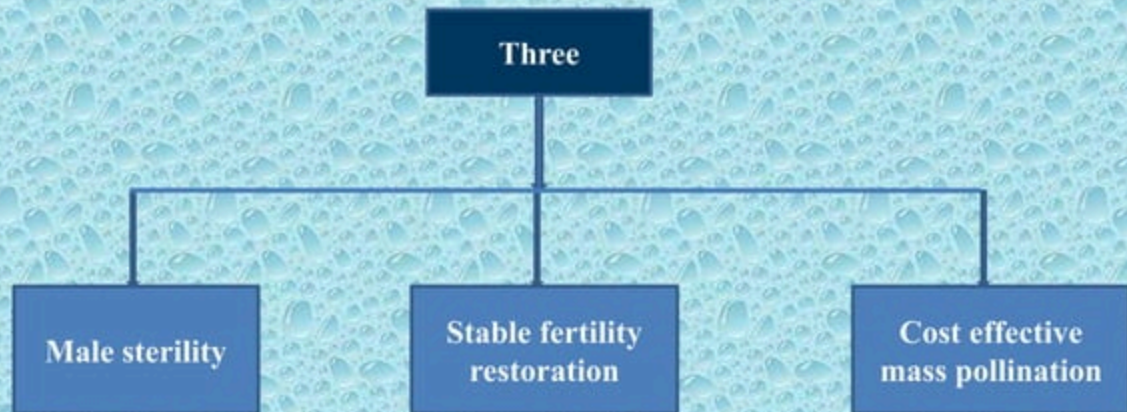 Three
Male sterility
Stable fertility
restoration
Cost effective
mass pollination